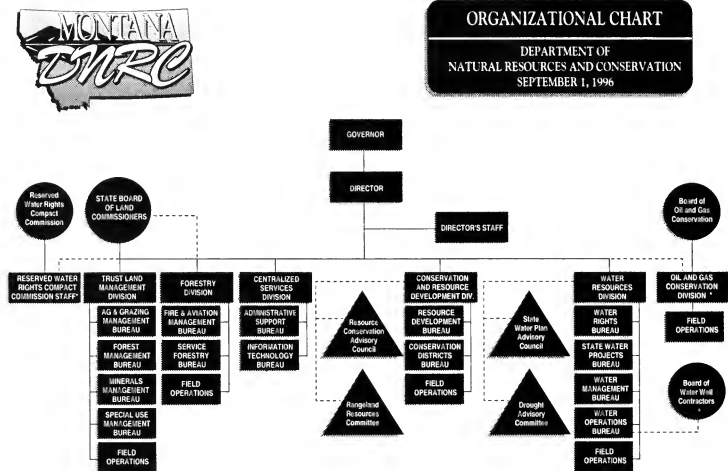 MONTANA
DNRC
ORGANIZATIONAL CHART
DEPARTMENT OF
NATURAL RESOURCES AND CONSERVATION
SEPTEMBER 1, 1996
GOVERNOR
DIRECTOR
DIRECTOR'S STAFF
Reserved
Water Rights
Compact
Commission
STATE BOARD
OF LAND
COMMISSIONERS
Board of
Oil and Gas
Conservation
RESERVED WATER
RIGHTS COMPACT
COMMISSION STAFF*
TRUST LAND
MANAGEMENT
DIVISION
AG & GRAZING
MANAGEMENT
BUREAU
FOREST
MANAGEMENT
BUREAU
MINERALS
MANAGEMENT
BUREAU
SPECIAL USE
MANAGEMENT
BUREAU
FIELD
OPERATIONS
FORESTRY
DIVISION
FIRE & AVIATION
MANAGEMENT
BUREAU
SERVICE
FORESTRY
BUREAU
FIELD
OPERATIONS
CENTRALIZED
SERVICES
DIVISION
ADMINISTRATIVE
SUPPORT
BUREAU
INFORMATION
TECHNOLOGY
BUREAU
Resource
Conservation
Advisory
Council
Rangeland
Resources
Committee
CONSERVATION
AND RESOURCE
DEVELOPMENT DIV.
RESOURCE
DEVELOPMENT
BUREAU
CONSERVATION
DISTRICTS
BUREAU
FIELD
OPERATIONS
State
Water Plan
Advisory
Council
Drought
Advisory
Committee
WATER
RESOURCES
DIVISION
WATER
RIGHTS
BUREAU
STATE WATER
PROJECTS
BUREAU
WATER
MANAGEMENT
BUREAU
WATER
OPERATIONS
BUREAU
FIELD
OPERATIONS
OIL AND GAS
CONSERVATION
DIVISION *
FIELD
OPERATIONS
Board of
Water Well
Contractors
*